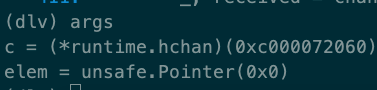 (dlv) args
c = (*runtime.hchan)(0xc000072060)
elem = unsafe.Pointer(0x0)